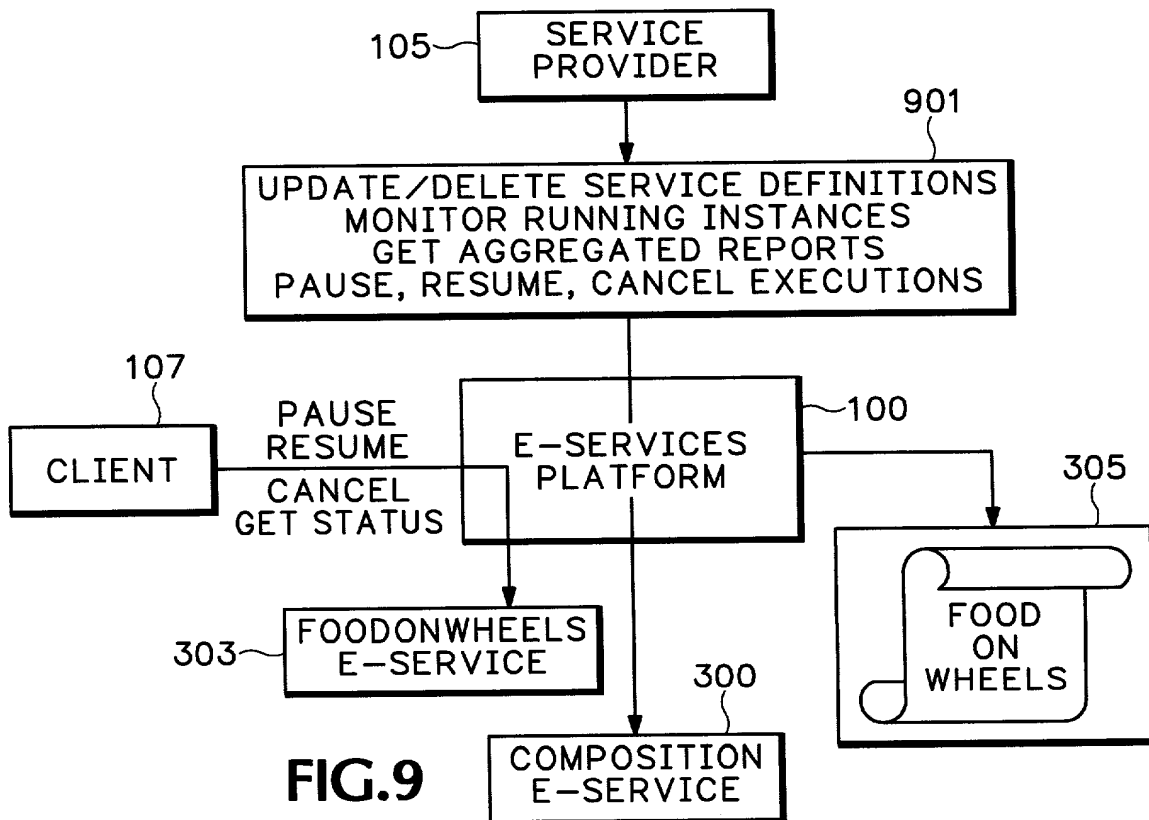 105
SERVICE
PROVIDER
901
UPDATE/DELETE SERVICE DEFINITIONS
MONITOR RUNNING INSTANCES
GET AGGREGATED REPORTS
PAUSE, RESUME, CANCEL EXECUTIONS
107
CLIENT
PAUSE
RESUME
CANCEL
GET STATUS
100
E-SERVICES
PLATFORM
305
FOOD
ON
WHEELS
303
FOODONWHEELS
E-SERVICE
300
COMPOSITION
E-SERVICE
FIG.9